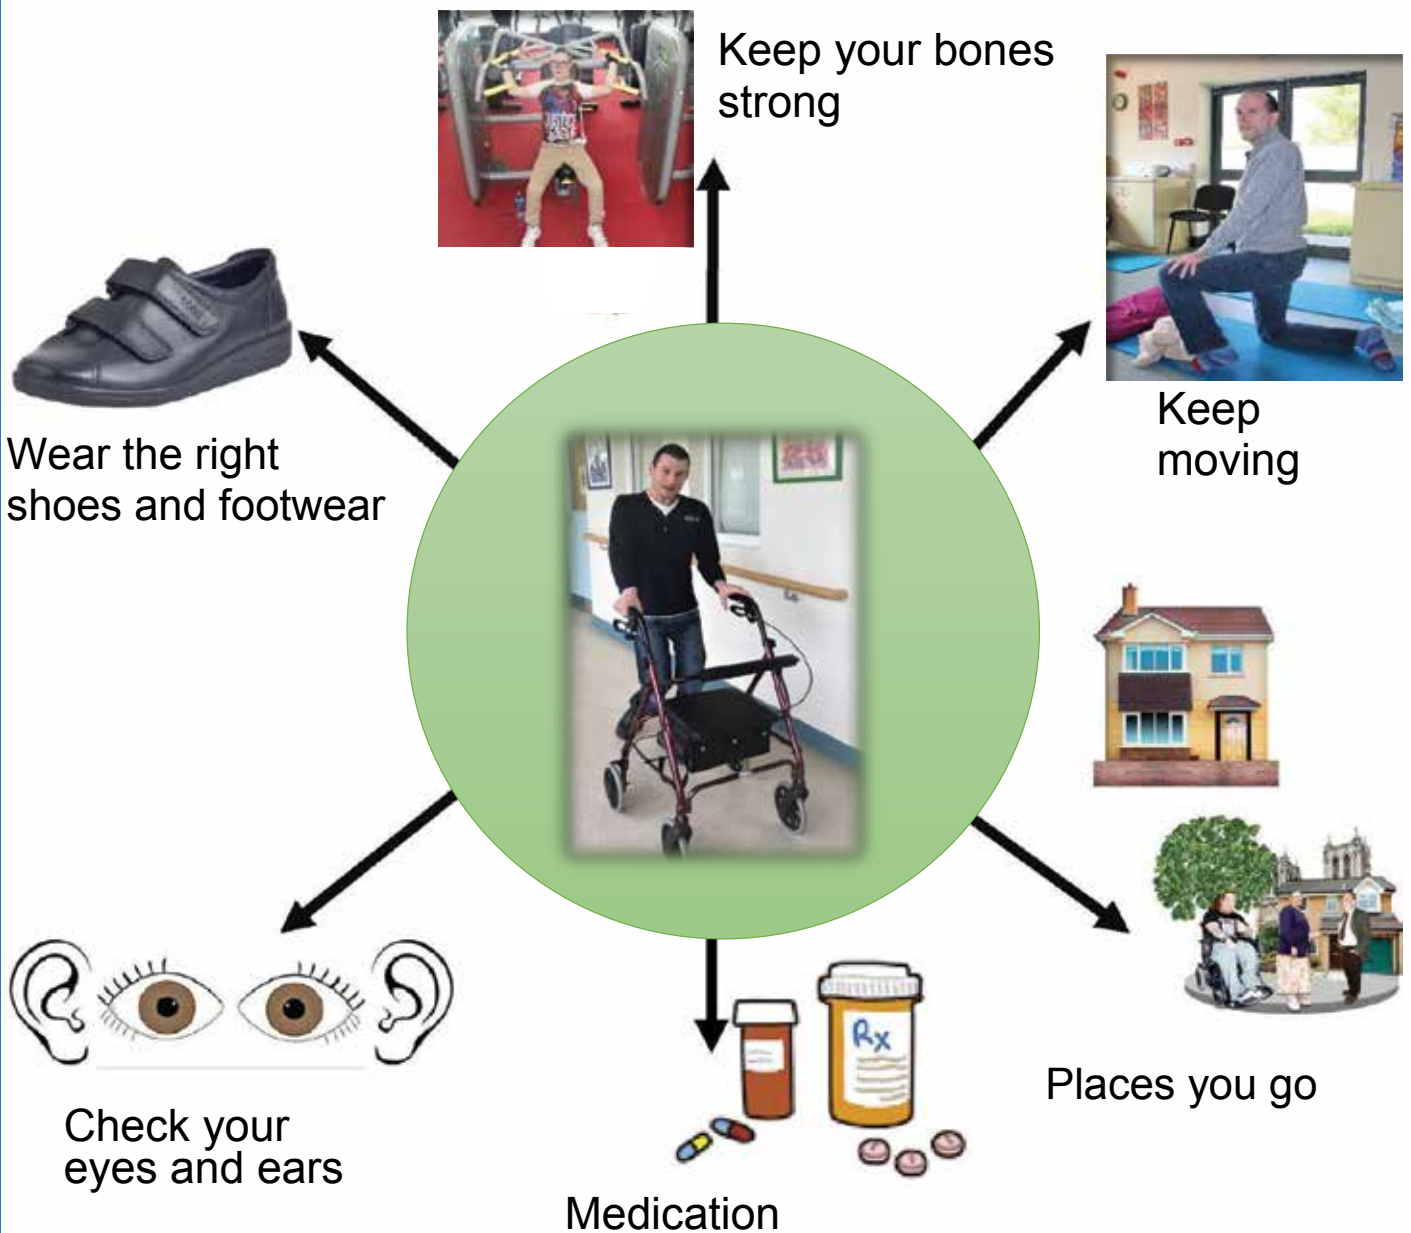 Keep your bones
strong
Keep
moving
Wear the right
shoes and footwear
Rx
Places you go
Check your
eyes and ears
Medication